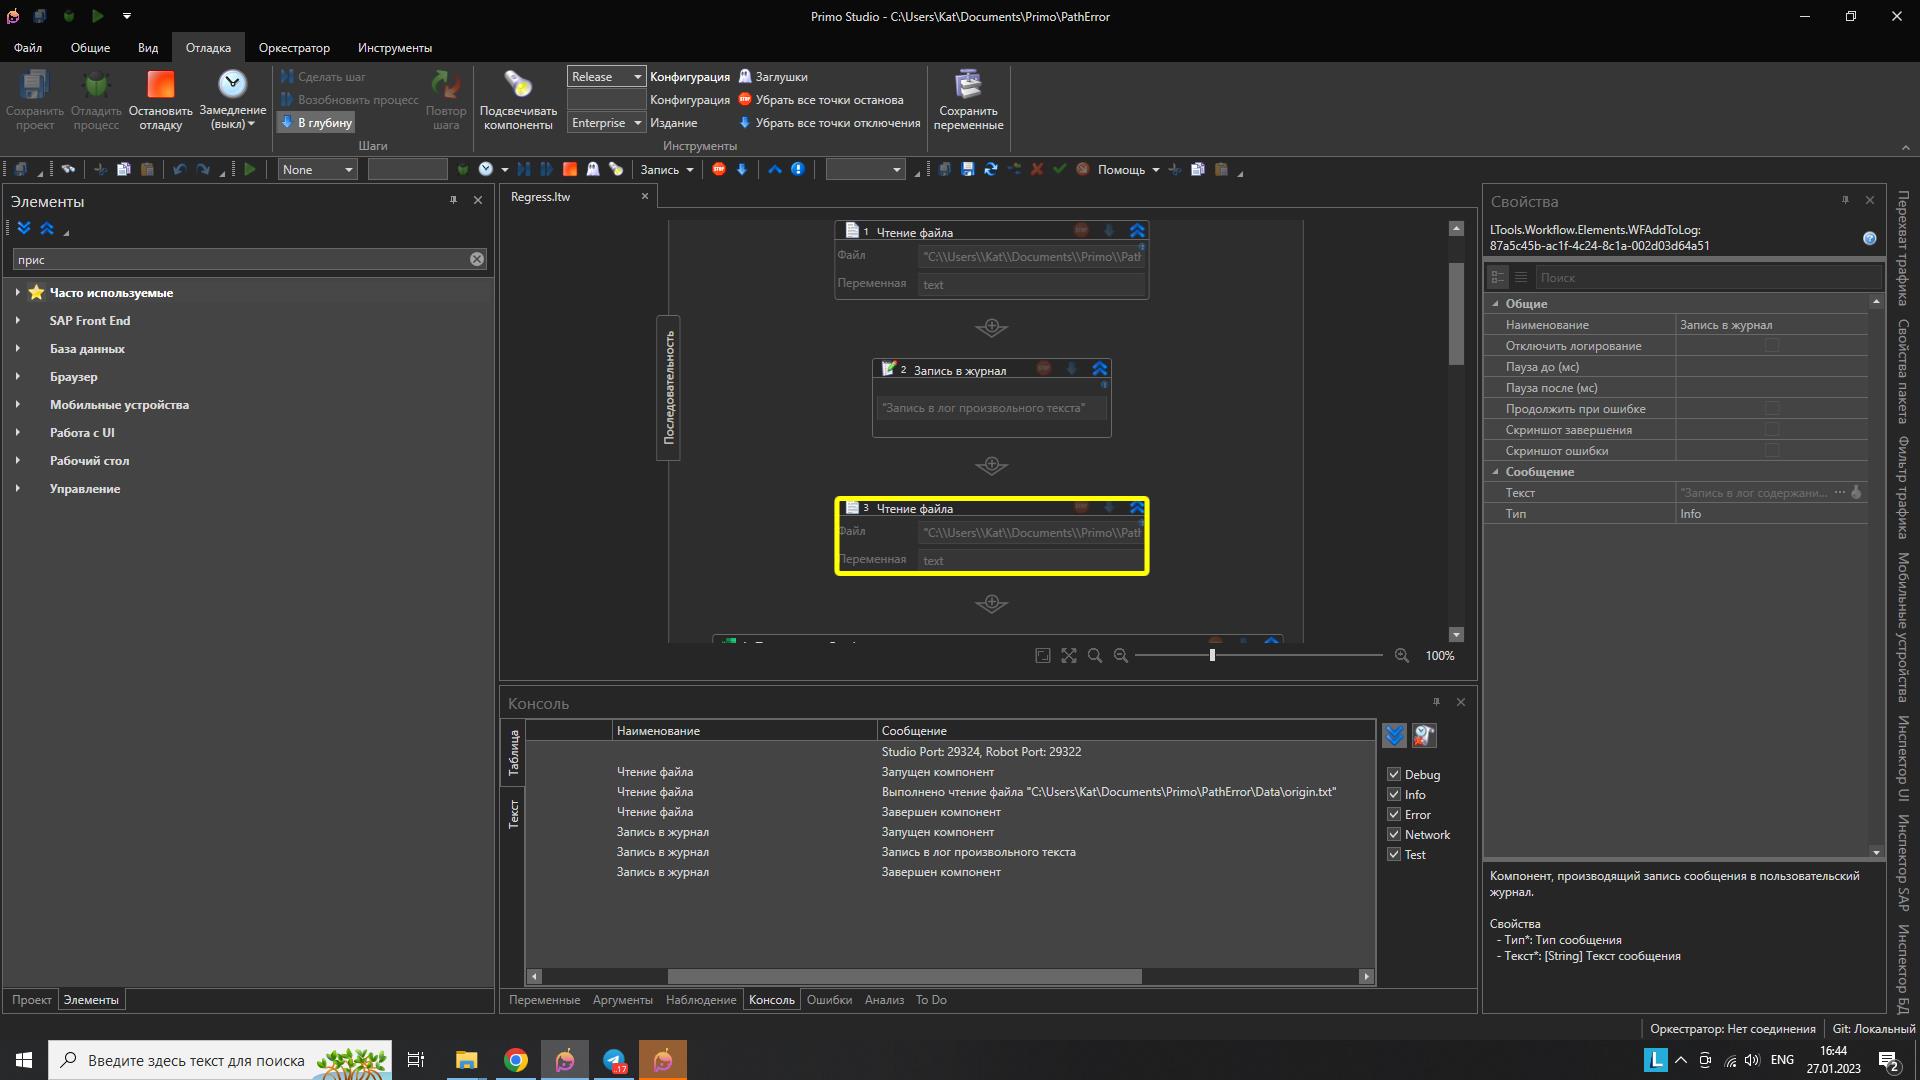 Primo Studio - C:\Users\Kat\Documents\Primo\PathError
Файл Общие Вид Отладка Оркестратор Инструменты
Сохранить проект
Отладить процесс
Остановить отладку
Замедление (выкл)
Сделать шаг
Возобновить процесс
В глубину
Повтор шага
Шаги
Подсвечивать компоненты
Release Конфигурация
Конфигурация
Enterprise Издание
Заглушки
Убрать все точки останова
Убрать все точки отключения
Инструменты
Сохранить переменные
None
Запись
Помощь
Элементы
прис
Часто используемые
SAP Front End
База данных
Браузер
Мобильные устройства
Работа с UI
Рабочий стол
Управление
Проект Элементы
Regress.ltw
Последовательность
1 Чтение файла
Файл "C:\\Users\\Kat\\Documents\\Primo\\Path
Переменная text
2 Запись в журнал
"Запись в лог произвольного текста"
3 Чтение файла
Файл "C:\\Users\\Kat\\Documents\\Primo\\Path
Переменная text
100%
Консоль
Таблица
Текст
Наименование Сообщение
Studio Port: 29324, Robot Port: 29322
Чтение файла Запущен компонент
Чтение файла Выполнено чтение файла "C:\Users\Kat\Documents\Primo\PathError\Data\origin.txt"
Чтение файла Завершен компонент
Запись в журнал Запущен компонент
Запись в журнал Запись в лог произвольного текста
Запись в журнал Завершен компонент
Debug
Info
Error
Network
Test
Переменные Аргументы Наблюдение Консоль Ошибки Анализ To Do
Свойства
LTools.Workflow.Elements.WFAddToLog:
87a5c45b-ac1f-4c24-8c1a-002d03d64a51
Поиск
Общие
Наименование Запись в журнал
Отключить логирование
Пауза до (мс)
Пауза после (мс)
Продолжить при ошибке
Скриншот завершения
Скриншот ошибки
Сообщение
Текст "Запись в лог содержани... ...
Тип Info
Компонент, производящий запись сообщения в пользовательский
журнал.
Свойства
- Тип*: Тип сообщения
- Текст*: [String] Текст сообщения
Перехват трафика
Свойства пакета
Фильтр трафика
Мобильные устройства
Инспектор UI
Инспектор SAP
Инспектор БД
Оркестратор: Нет соединения Git: Локальный
Введите здесь текст для поиска
17
L
ENG
16:44
27.01.2023
2